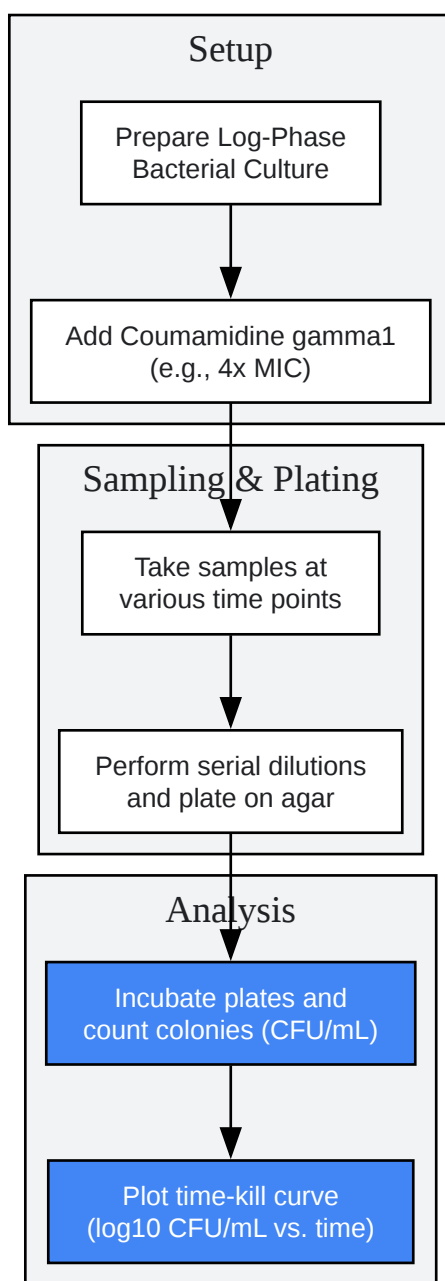 Setup
Prepare Log-Phase
Bacterial Culture
Add Coumamidine gamma1
(e.g., 4x MIC)
Sampling & Plating
Take samples at
various time points
Perform serial dilutions
and plate on agar
Analysis
Incubate plates and
count colonies (CFU/mL)
Plot time-kill curve
(log10 CFU/mL vs. time)